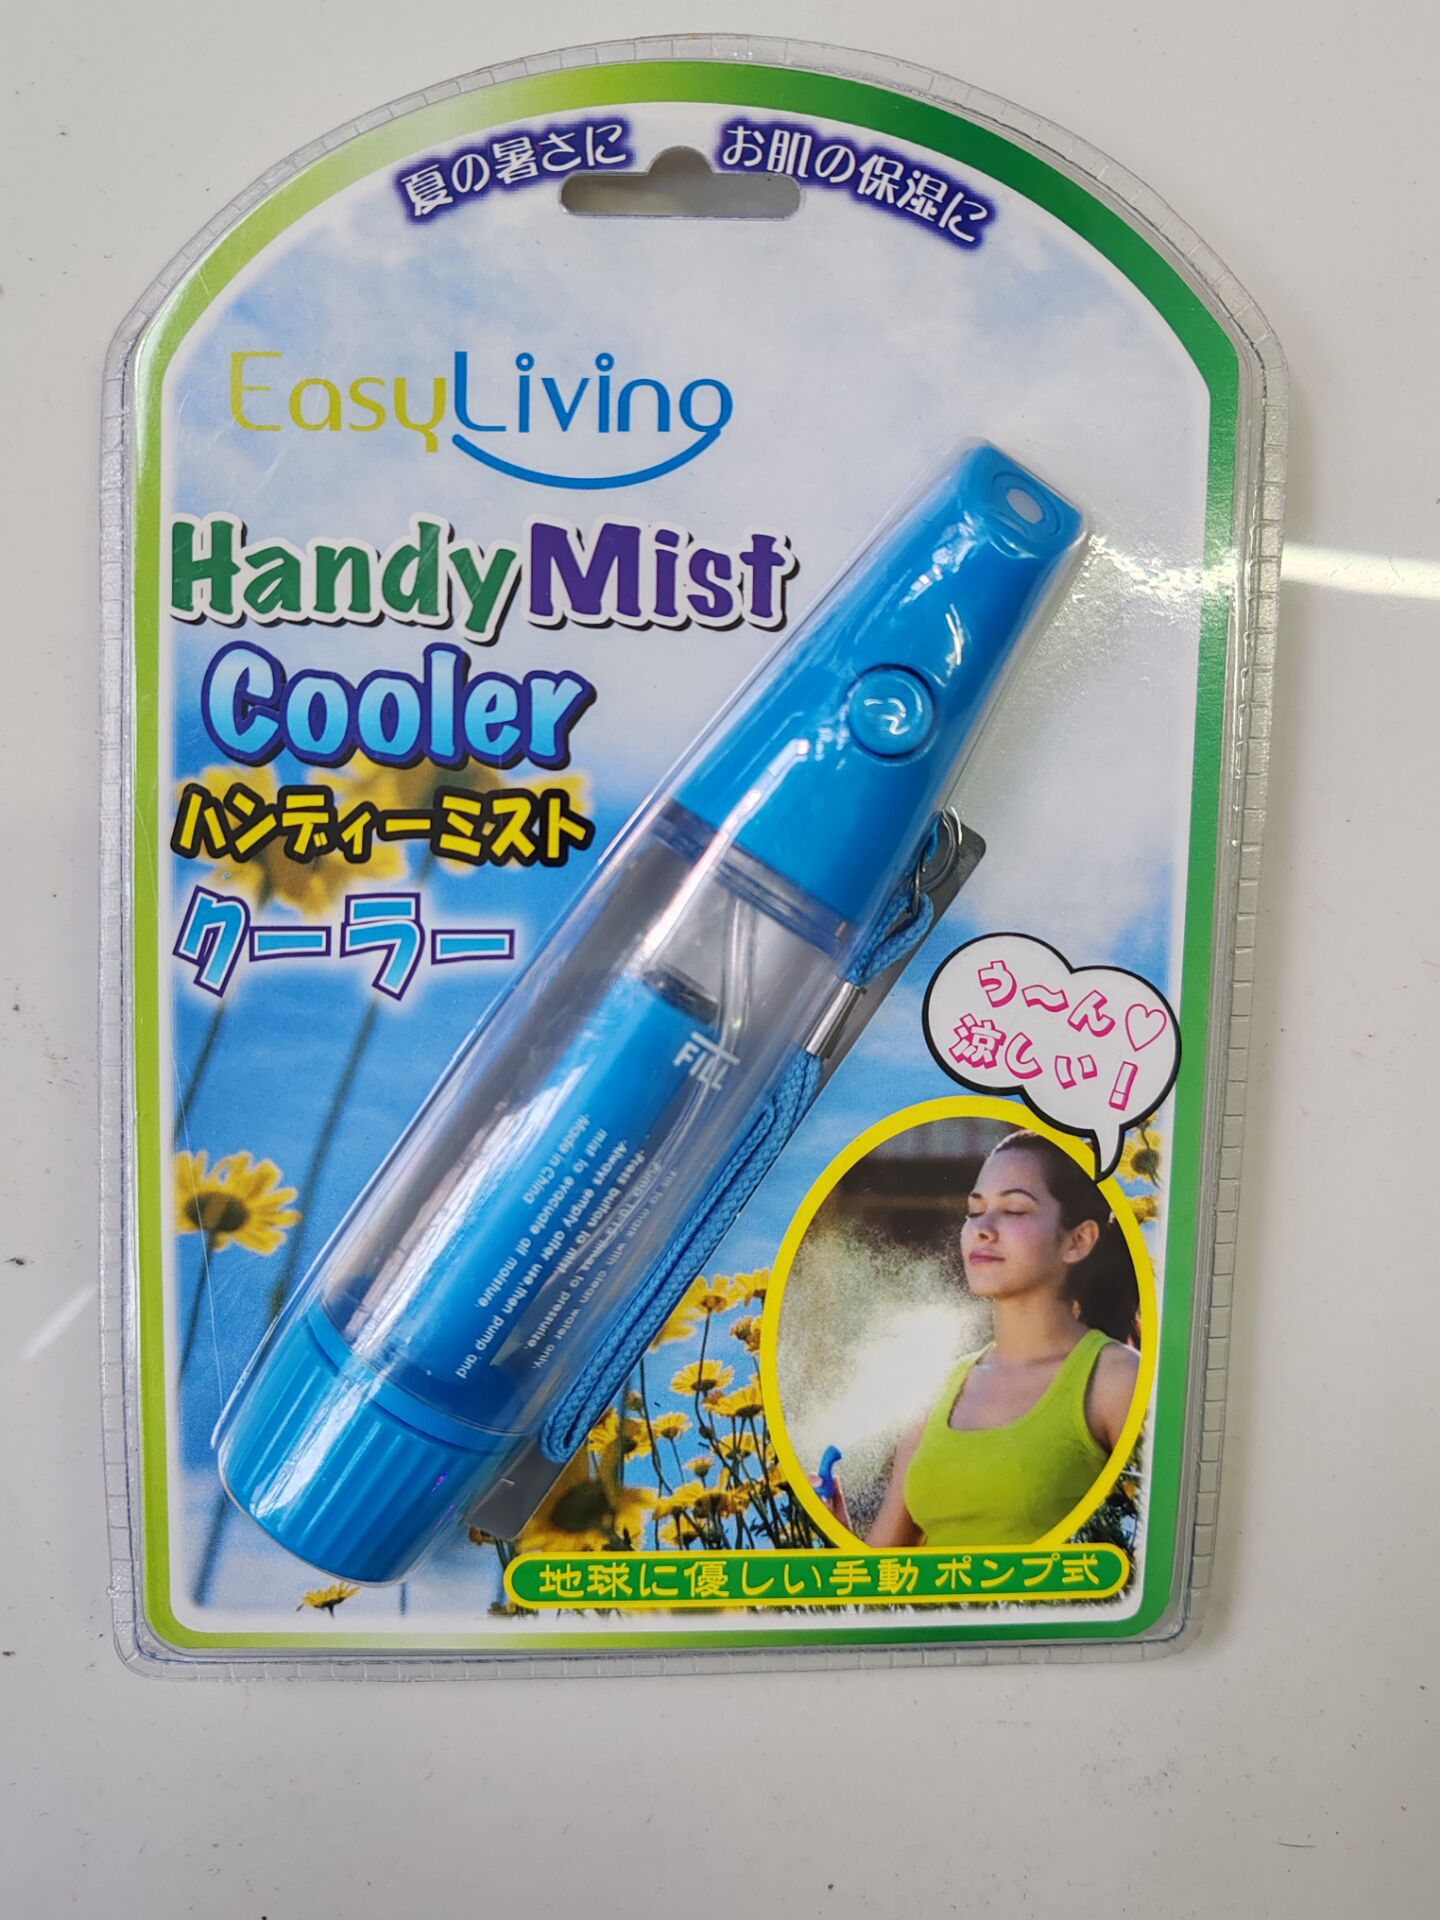 夏の暑さに
お肌の保湿に
EasyLiving
HandyMist
Cooler
ハンディーミスト
クーラー
う～ん♡
涼しい！
FILL
·Fill to mark with clean water only.
·Pump 10-15 times to pressurize.
·Press button to mist.
·Always empty after use, then pump and
mist to evacuate all moisture.
·Made in China
地球に優しい手動 ポンプ式